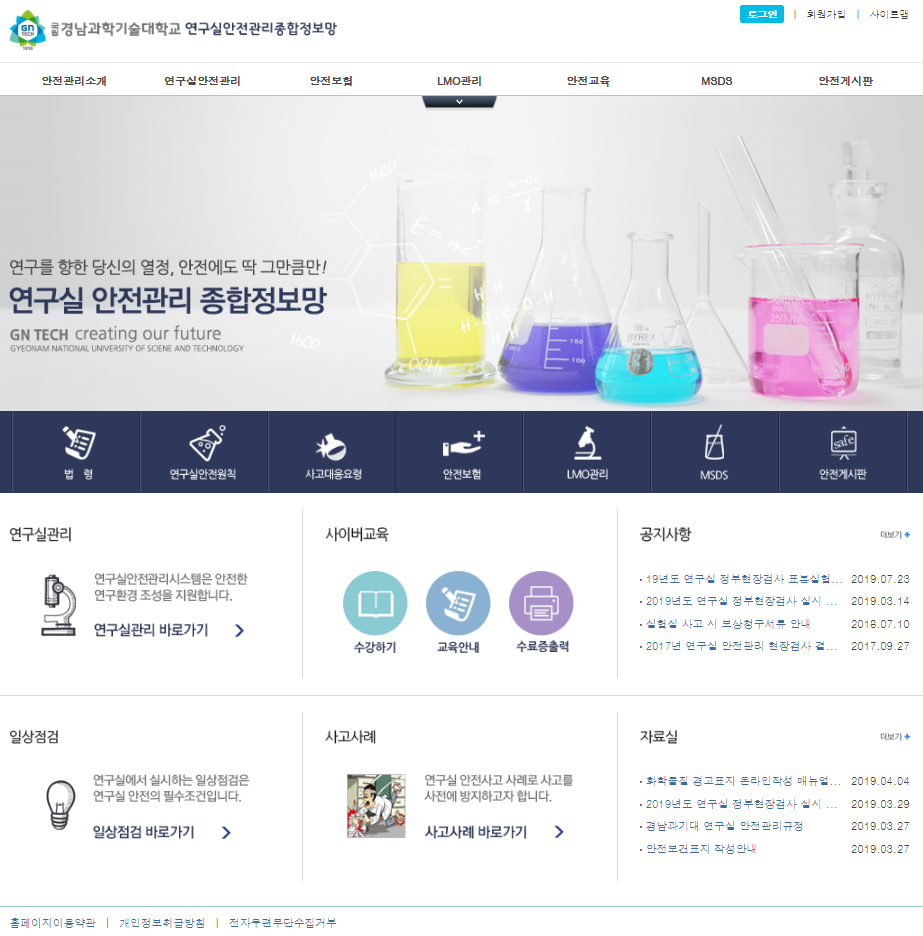 GN TECH 국립 경남과학기술대학교 연구실안전관리종합정보망
로그인 | 회원가입 | 사이트맵
안전관리소개 연구실안전관리 안전보험 LMO관리 안전교육 MSDS 안전게시판
연구를 향한 당신의 열정, 안전에도 딱 그만큼만!
연구실 안전관리 종합정보망
GN TECH creating our future
GYEONAM NATIONAL UNIVERSITY OF SCIENE AND TECHNOLOGY
H₃CO
E = mc²
H-C-C-O-H
H₃CO
OCH₃
150
100
PYREX
법 령 연구실안전원칙 사고대응요령 안전보험 LMO관리 MSDS safe 안전게시판
연구실관리
연구실안전관리시스템은 안전한
연구환경 조성을 지원합니다.
연구실관리 바로가기
사이버교육
수강하기 교육안내 수료증출력
공지사항 더보기 +
· 19년도 연구실 정부현장검사 표본실험... 2019.07.23
· 2019년도 연구실 정부현장검사 실시 ... 2019.03.14
· 실험실 사고 시 보상청구서류 안내 2018.07.10
· 2017년 연구실 안전관리 현장검사 결... 2017.09.27
일상점검
연구실에서 실시하는 일상점검은
연구실 안전의 필수조건입니다.
일상점검 바로가기
사고사례
연구실 안전사고 사례로 사고를
사전에 방지하고자 합니다.
사고사례 바로가기
자료실 더보기 +
· 화학물질 경고표지 온라인작성 매뉴얼... 2019.04.04
· 2019년도 연구실 정부현장검사 실시 ... 2019.03.29
· 경남과기대 연구실 안전관리규정 2019.03.27
· 안전보건표지 작성안내 2019.03.27
홈페이지이용약관 | 개인정보취급방침 | 전자우편무단수집거부